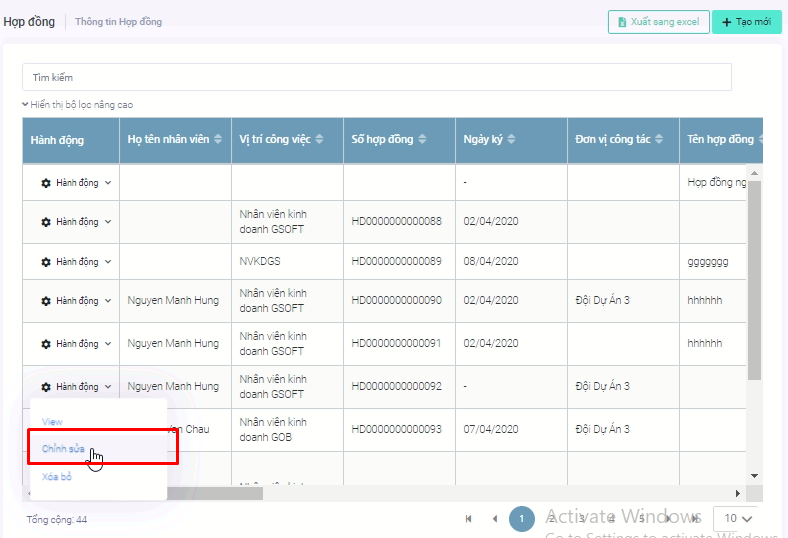 Hợp đồng
Thông tin Hợp đồng
Xuất sang excel
Tạo mới
Tìm kiếm
Hiển thị bộ lọc nâng cao
Hành động Họ tên nhân viên Vị trí công việc Số hợp đồng Ngày ký Đơn vị công tác Tên hợp đồng
Hành động - Hợp đồng ng
Hành động Nhân viên kinh doanh GSOFT HD0000000000088 02/04/2020
Hành động NVKDGS HD0000000000089 08/04/2020 ggggggg
Hành động Nguyen Manh Hung Nhân viên kinh doanh GSOFT HD0000000000090 02/04/2020 Đội Dự Án 3 hhhhhh
Hành động Nguyen Manh Hung Nhân viên kinh doanh GSOFT HD0000000000091 02/04/2020 hhhhhh
Hành động Nguyen Manh Hung Nhân viên kinh doanh GSOFT HD0000000000092 - Đội Dự Án 3
Chau Nhân viên kinh doanh GOB HD0000000000093 07/04/2020 Đội Dự Án 3
View
Chỉnh sửa
Xóa bỏ
Tổng cộng: 44
1 2 3 4 5
10
Activate Windows
Go to Settings to activate Windows